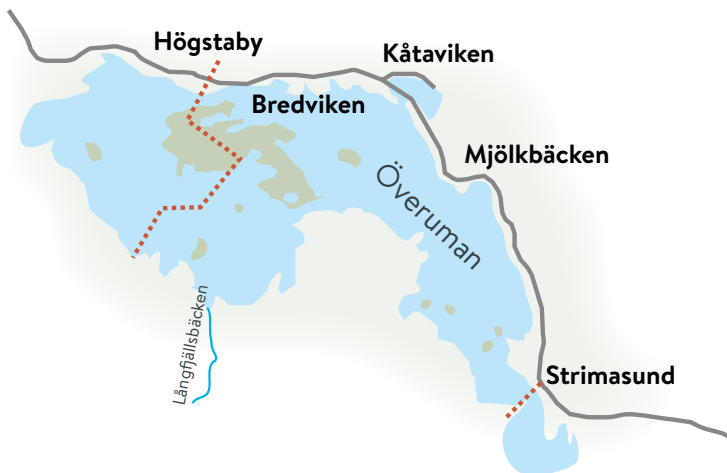 Högstaby
Kåtaviken
Bredviken
Mjölkbäcken
Överuman
Långfjällsbäcken
Strimasund